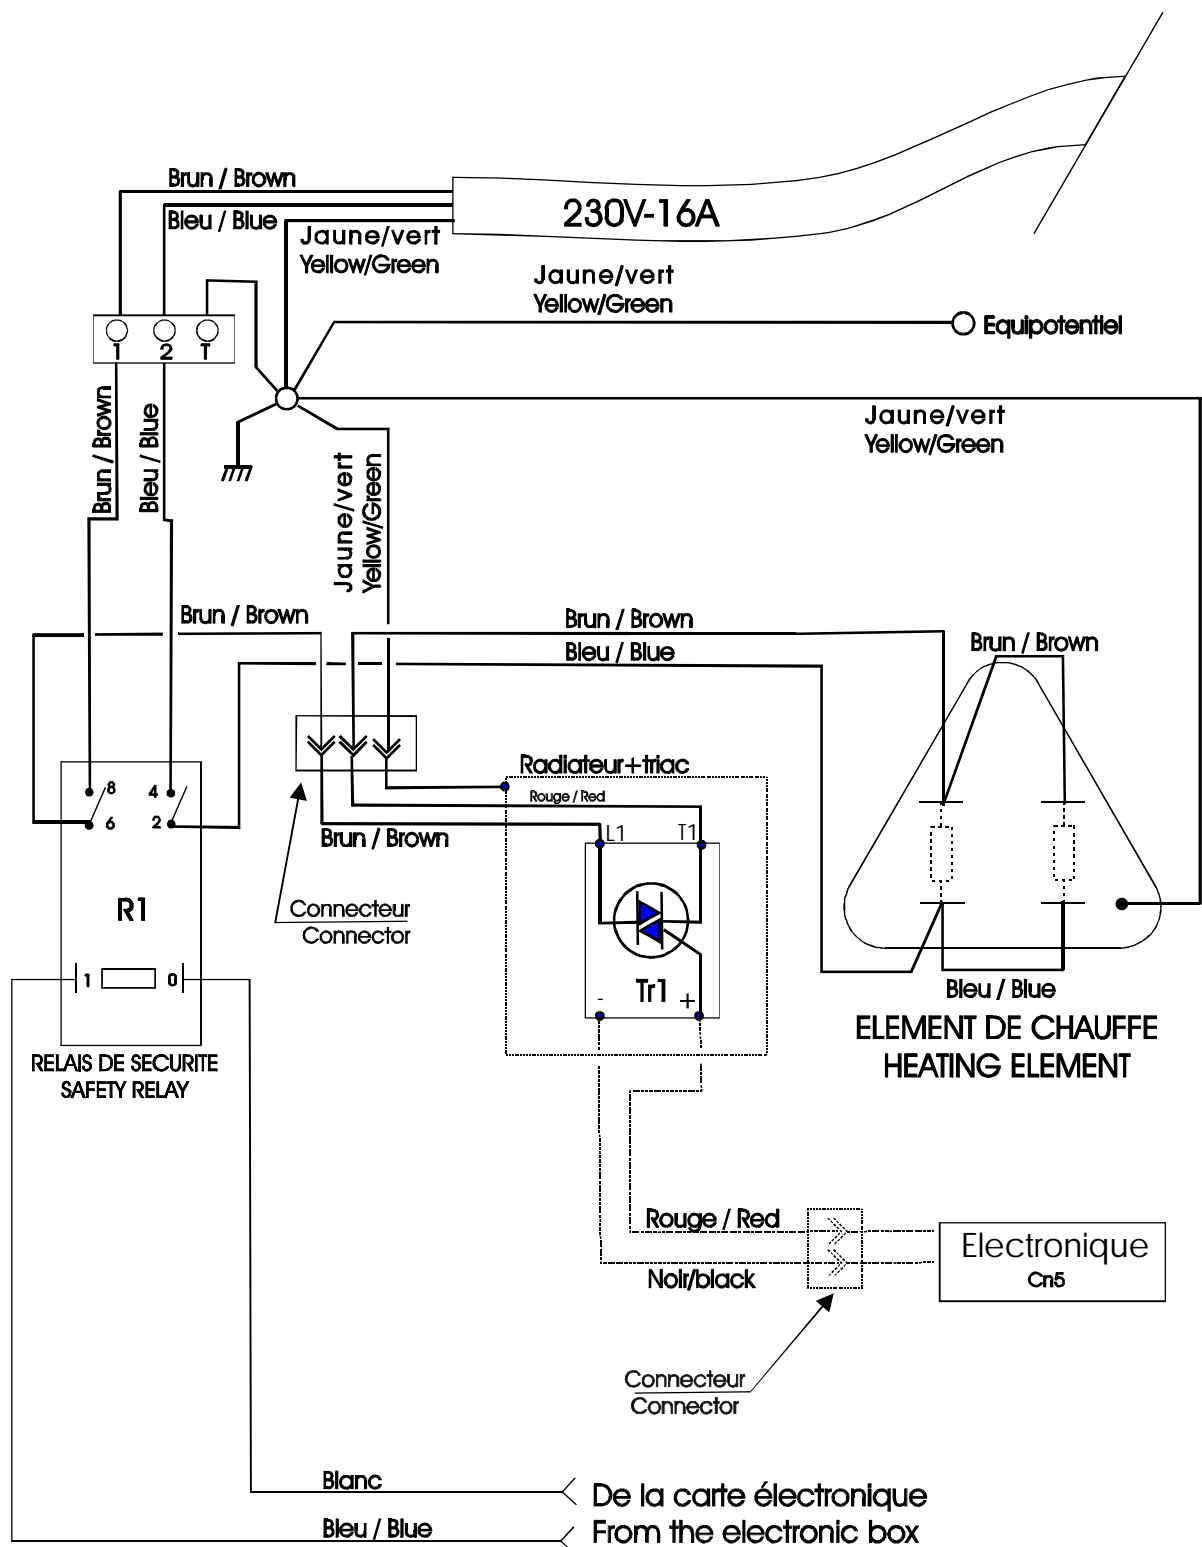 Brun / Brown
Bleu / Blue
230V-16A
Jaune/vert
Yellow/Green
Jaune/vert
Yellow/Green
Equipotentiel
1 2 T
Brun / Brown
Bleu / Blue
Jaune/vert
Yellow/Green
Jaune/vert
Yellow/Green
Brun / Brown
Brun / Brown
Bleu / Blue
Brun / Brown
Radiateur+triac
Rouge / Red
8 4
6 2
L1 T1
Brun / Brown
R1
Connecteur
Connector
1 0
Tr1
- +
Bleu / Blue
ELEMENT DE CHAUFFE
HEATING ELEMENT
RELAIS DE SECURITE
SAFETY RELAY
Rouge / Red
Electronique
Cn5
Noir/black
Connecteur
Connector
Blanc
De la carte électronique
Bleu / Blue
From the electronic box